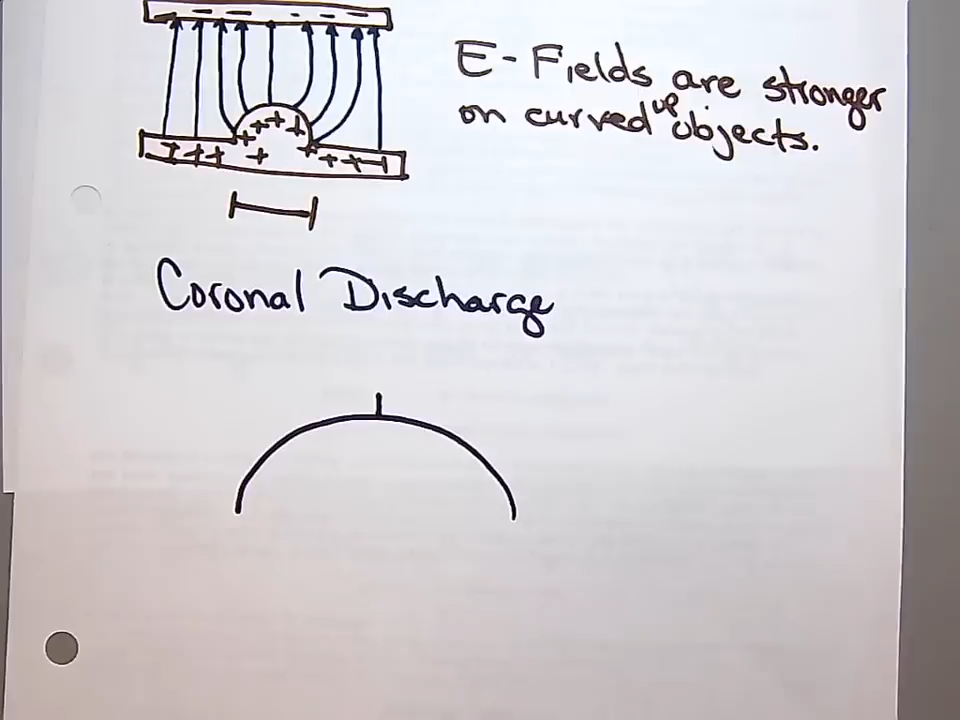 - - - - - -
E-Fields are stronger
on curved up objects.
+ + + +
+ + + + + + + +
Coronal Discharge